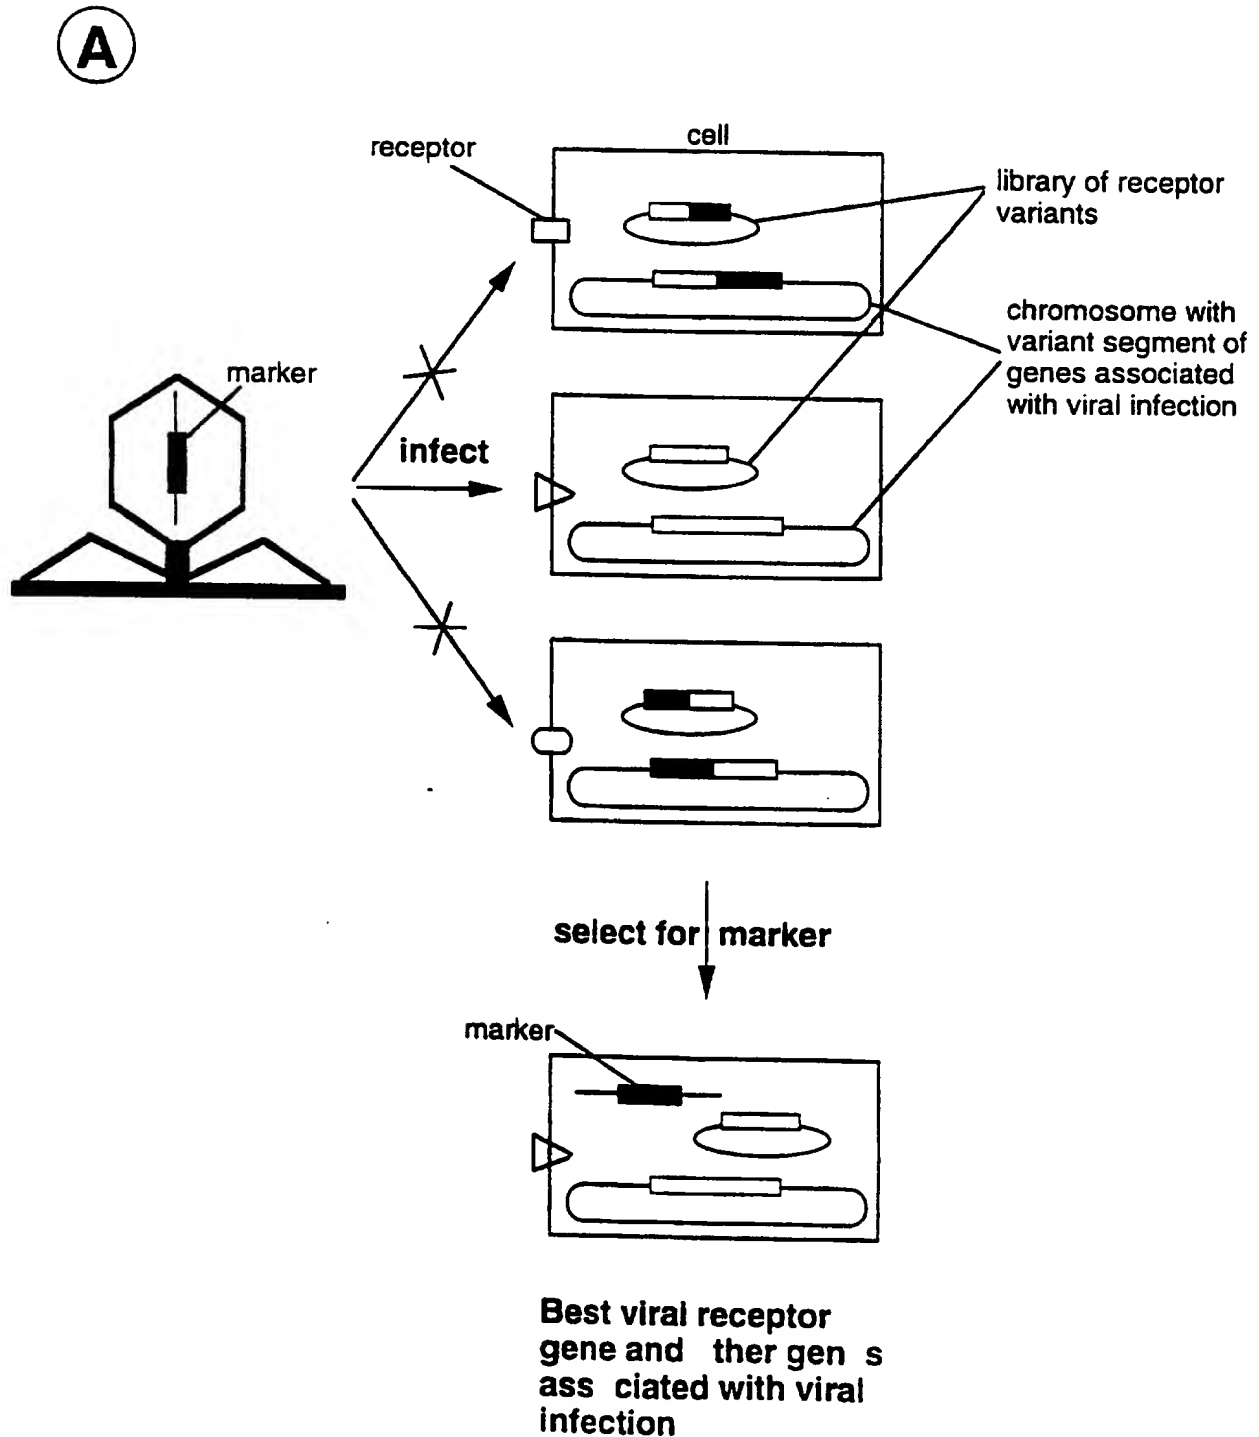 A
cell
receptor
library of receptor
variants
chromosome with
variant segment of
genes associated
with viral infection
marker
infect
select for marker
marker
Best viral receptor
gene and ther gen s
ass ciated with viral
infection